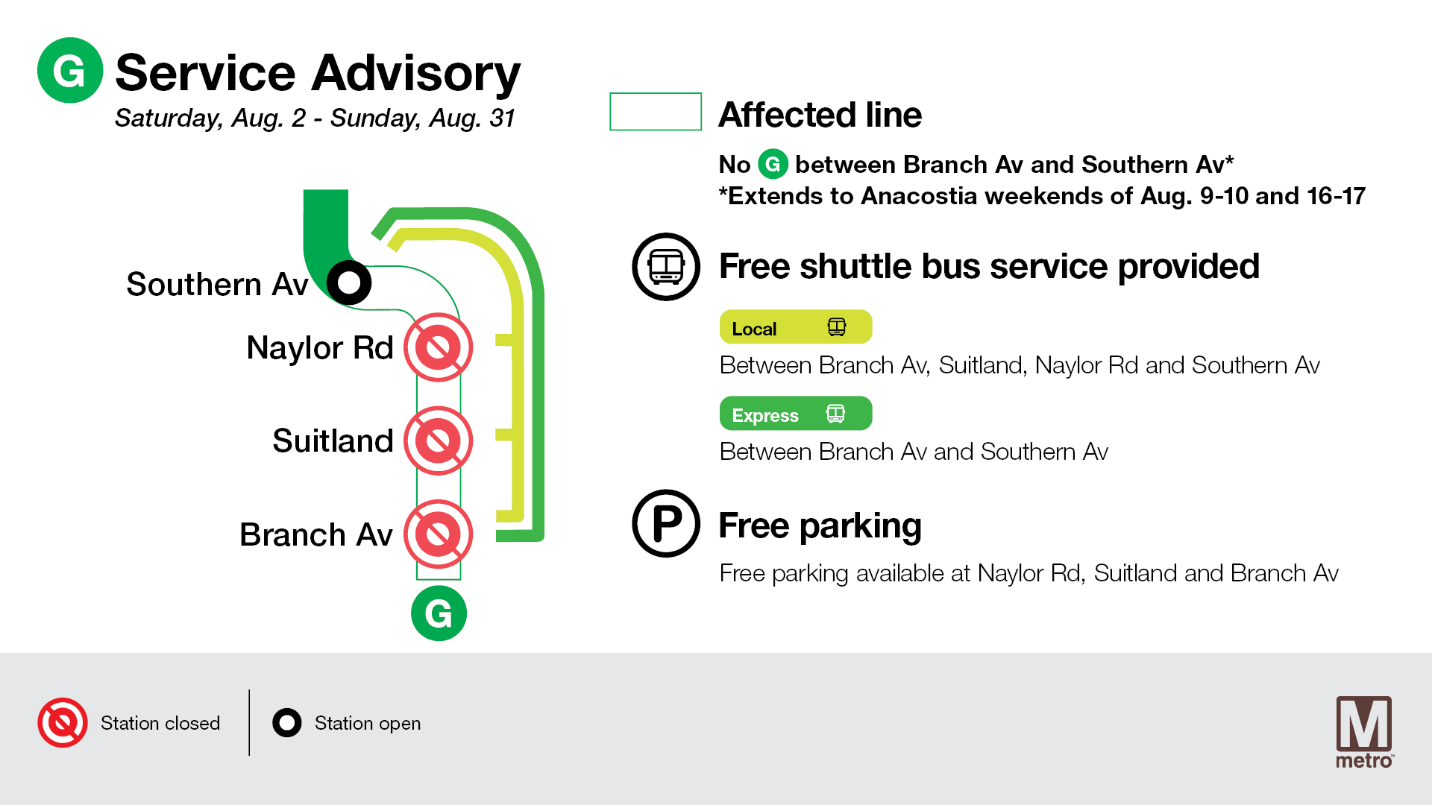 G Service Advisory
Saturday, Aug. 2 - Sunday, Aug. 31
Southern Av
Naylor Rd
Suitland
Branch Av
G
Affected line
No G between Branch Av and Southern Av*
*Extends to Anacostia weekends of Aug. 9-10 and 16-17
Free shuttle bus service provided
Local
Between Branch Av, Suitland, Naylor Rd and Southern Av
Express
Between Branch Av and Southern Av
P Free parking
Free parking available at Naylor Rd, Suitland and Branch Av
Station closed
Station open
M
metro™